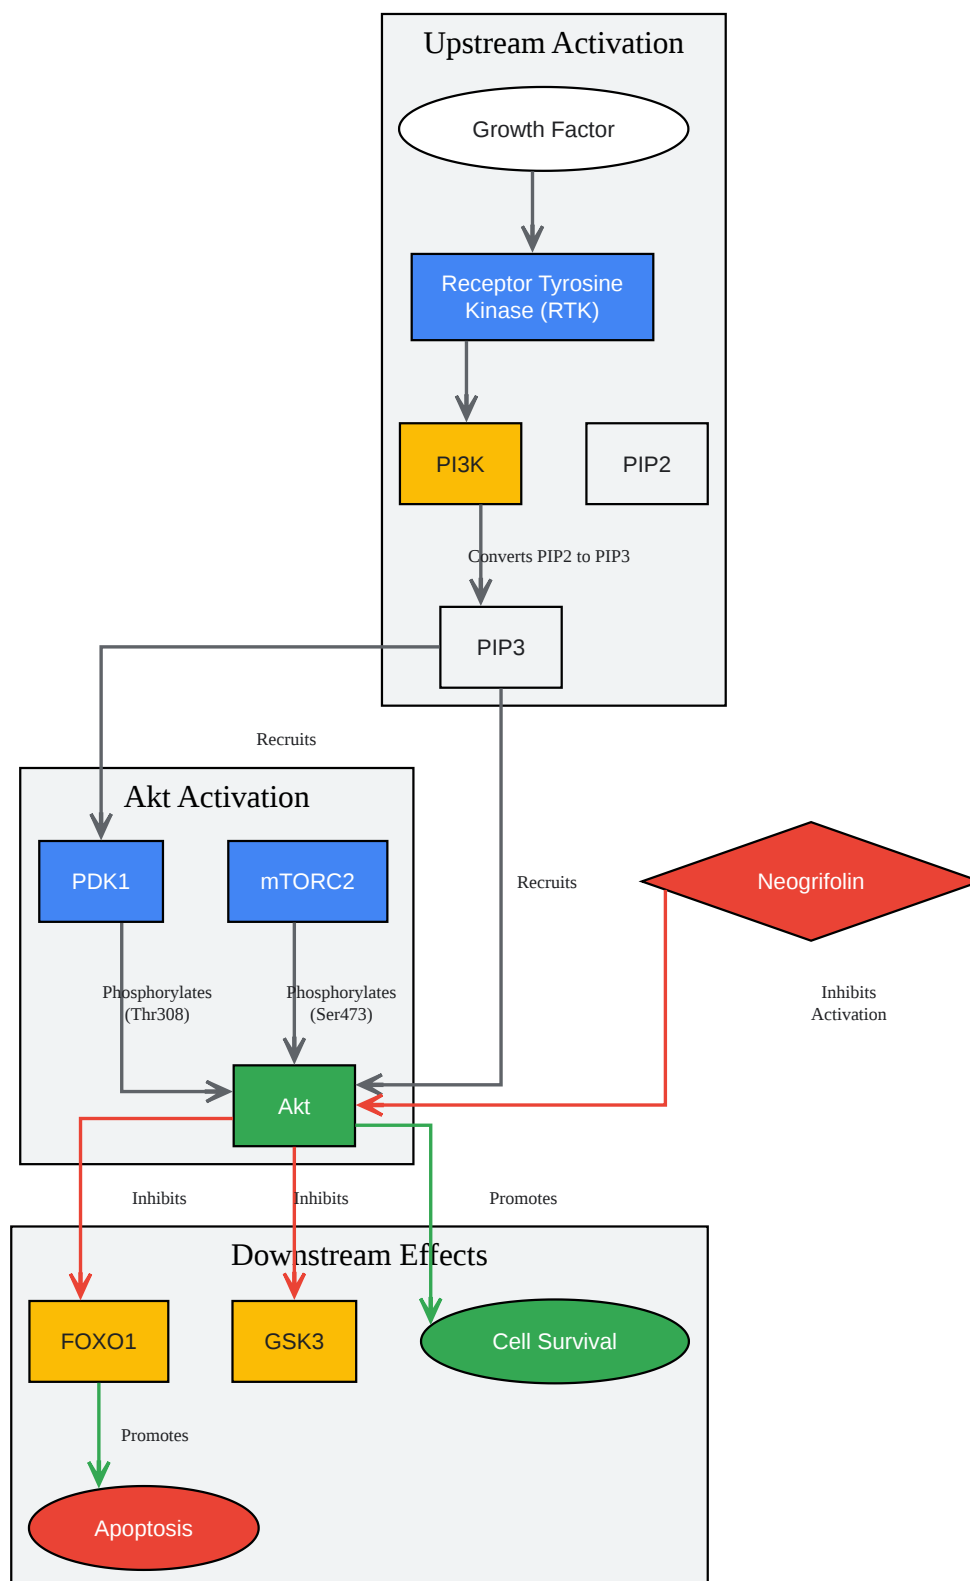 Upstream Activation
Growth Factor
Receptor Tyrosine
Kinase (RTK)
PI3K
PIP2
Converts PIP2 to PIP3
PIP3
Recruits
Akt Activation
PDK1
mTORC2
Recruits
Neogrifolin
Phosphorylates
(Thr308)
Phosphorylates
(Ser473)
Inhibits
Activation
Akt
Inhibits
Inhibits
Promotes
Downstream Effects
FOXO1
GSK3
Cell Survival
Promotes
Apoptosis